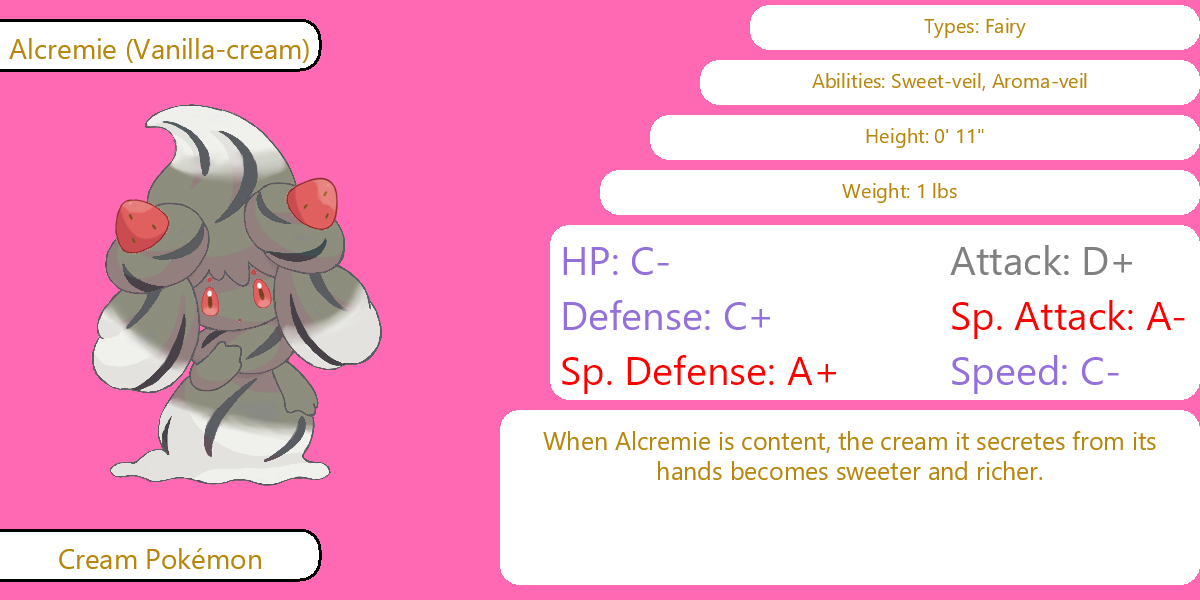 Alcremie (Vanilla-cream)
Types: Fairy
Abilities: Sweet-veil, Aroma-veil
Height: 0' 11"
Weight: 1 lbs
HP: C-
Attack: D+
Defense: C+
Sp. Attack: A-
Sp. Defense: A+
Speed: C-
When Alcremie is content, the cream it secretes from its
hands becomes sweeter and richer.
Cream Pokémon